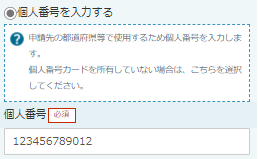 個人番号を入力する
申請先の都道府県等で使用するため個人番号を入力しま
す。
個人番号カードを所有していない場合は、こちらを選択
してください。
個人番号 必須
123456789012